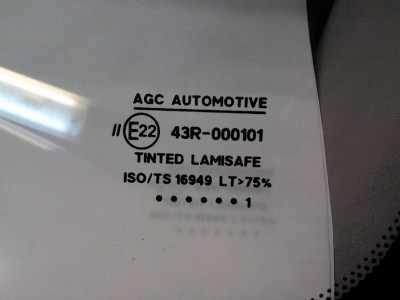 AGC AUTOMOTIVE
II E22 43R-000101
TINTED LAMISAFE
ISO/TS 16949 LT>75%
• • • • • • 1